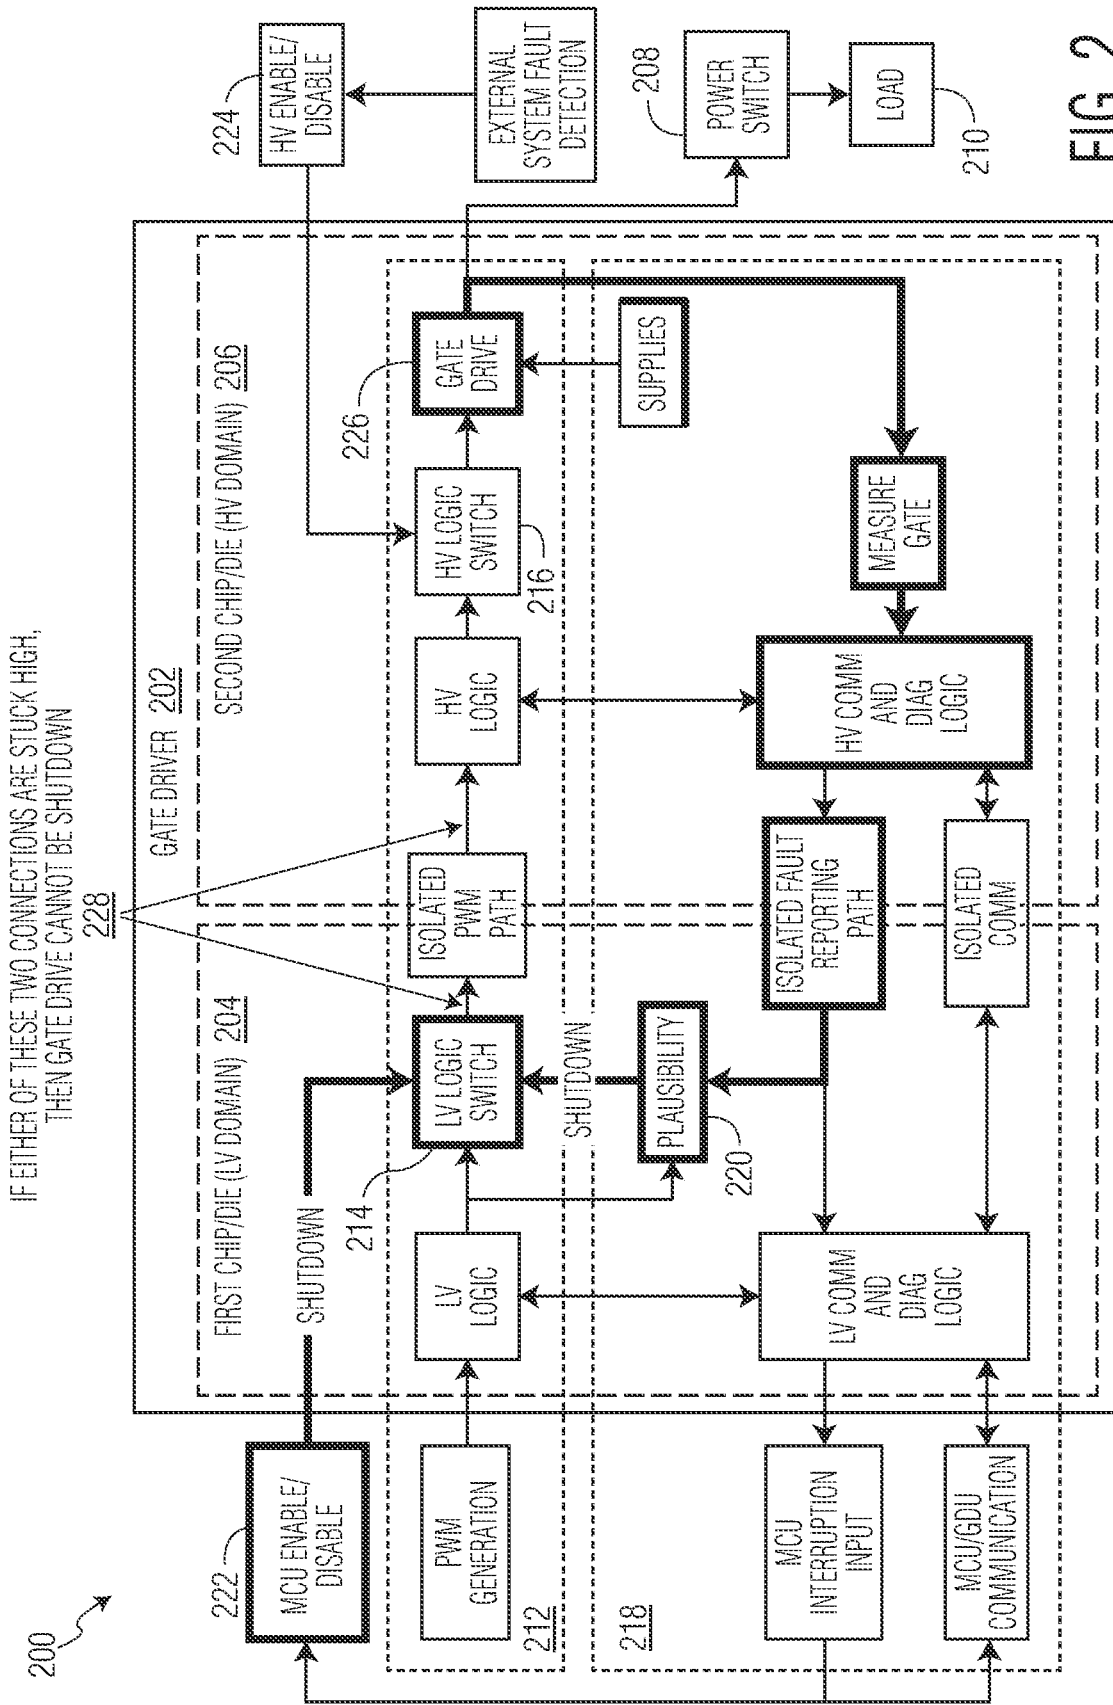 IF EITHER OF THESE TWO CONNECTIONS ARE STUCK HIGH,
THEN GATE DRIVE CANNOT BE SHUTDOWN
228
200
GATE DRIVER 202
FIRST CHIP/DIE (LV DOMAIN) 204
SECOND CHIP/DIE (HV DOMAIN) 206
222
MCU ENABLE/
DISABLE
SHUTDOWN
224
HV ENABLE/
DISABLE
EXTERNAL
SYSTEM FAULT
DETECTION
212
PWM
GENERATION
LV
LOGIC
214
LV LOGIC
SWITCH
ISOLATED
PWM
PATH
HV
LOGIC
HV LOGIC
SWITCH
216
226
GATE
DRIVE
208
POWER
SWITCH
LOAD
210
SHUTDOWN
PLAUSIBILITY
220
SUPPLIES
218
MCU
INTERRUPTION
INPUT
LV COMM
AND
DIAG
LOGIC
ISOLATED FAULT
REPORTING
PATH
HV COMM
AND
DIAG
LOGIC
MEASURE
GATE
MCU/GDU
COMMUNICATION
ISOLATED
COMM
FIG. 2